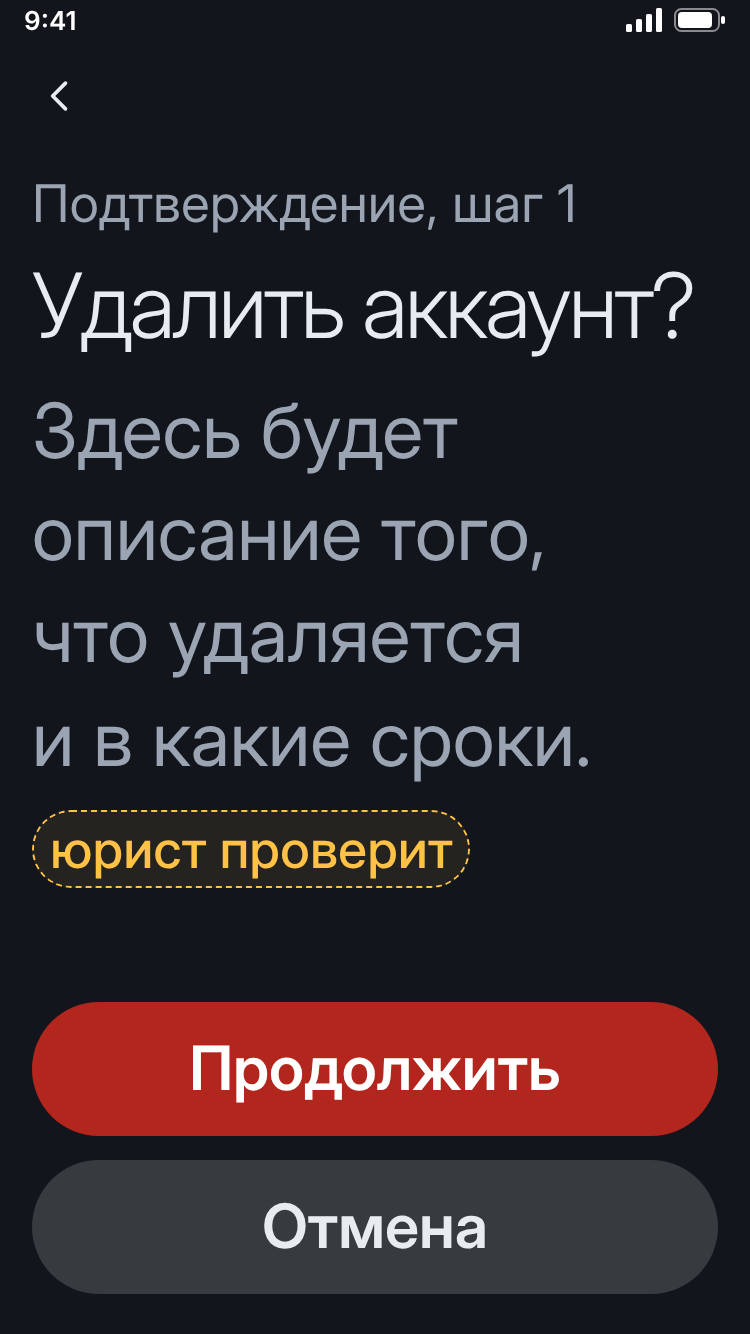 9:41
Подтверждение, шаг 1
Удалить аккаунт?
Здесь будет
описание того,
что удаляется
и в какие сроки.
юрист проверит
Продолжить
Отмена